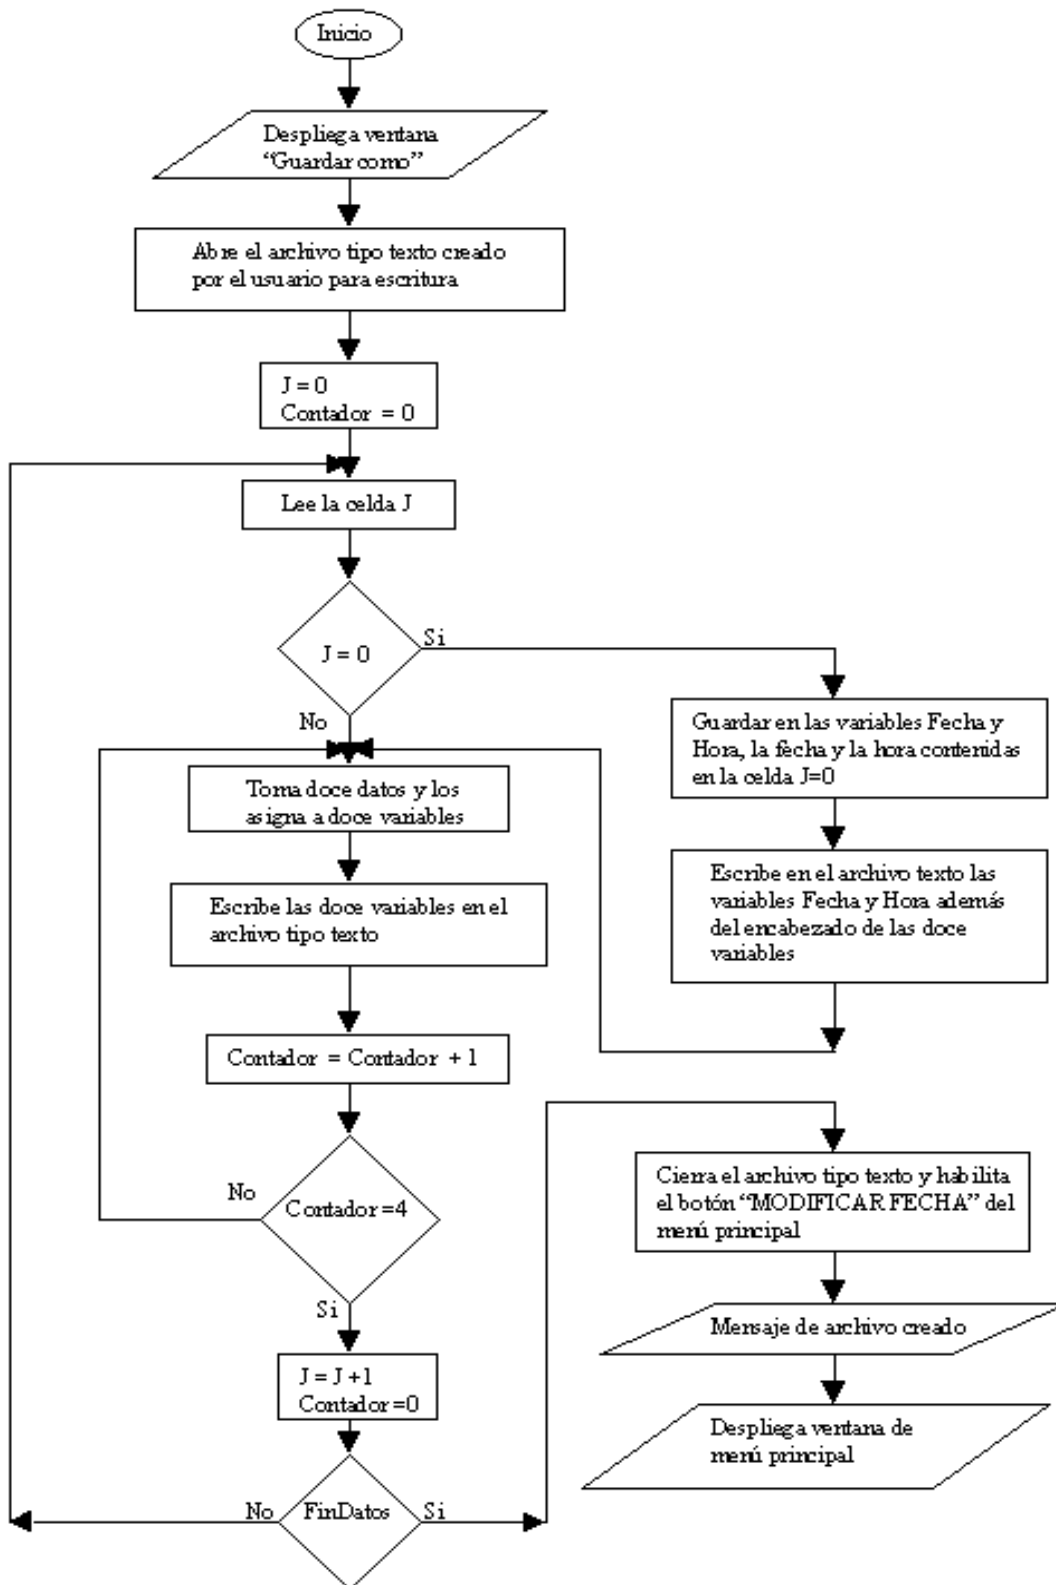 Inicio
Despliega ventana
“Guardar como”
Abre el archivo tipo texto creado
por el usuario para escritura
J = 0
Contador = 0
Lee la celda J
J = 0
Si
No
Guardar en las variables Fecha y
Hora, la fecha y la hora contenidas
en la celda J=0
Escribe en el archivo texto las
variables Fecha y Hora además
del encabezado de las doce
variables
Toma doce datos y los
asigna a doce variables
Escribe las doce variables en el
archivo tipo texto
Contador = Contador + 1
Contador=4
No
Si
J = J +1
Contador=0
FinDatos
No
Si
Cierra el archivo tipo texto y habilita
el botón “MODIFICAR FECHA” del
menú principal
Mensaje de archivo creado
Despliega ventana de
menú principal